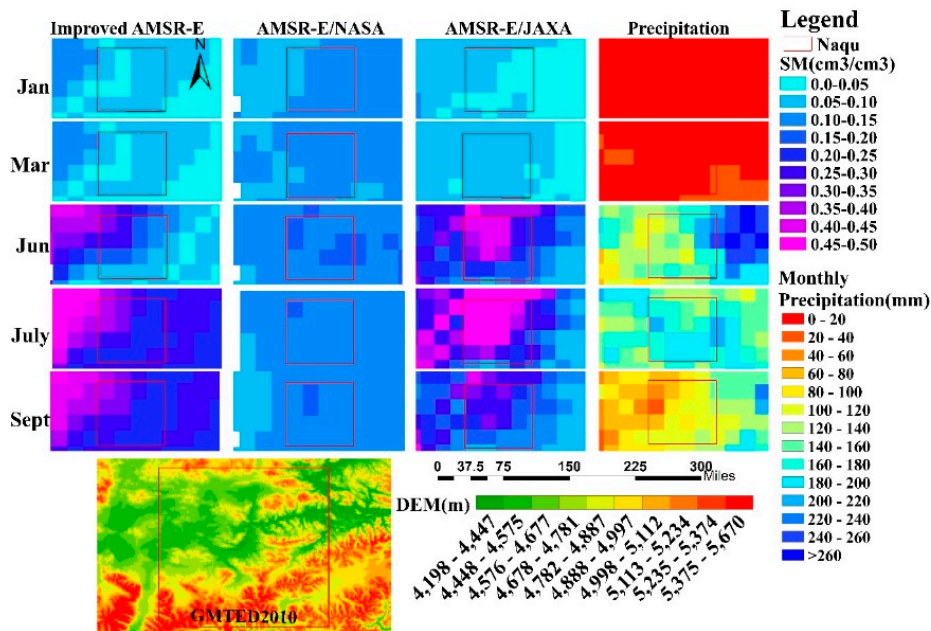 Improved AMSR-E AMSR-E/NASA AMSR-E/JAXA Precipitation
N
Jan
Mar
Jun
July
Sept
Legend
Naqu
SM(cm3/cm3)
0.0-0.05
0.05-0.10
0.10-0.15
0.15-0.20
0.20-0.25
0.25-0.30
0.30-0.35
0.35-0.40
0.40-0.45
0.45-0.50
Monthly
Precipitation(mm)
0 - 20
20 - 40
40 - 60
60 - 80
80 - 100
100 - 120
120 - 140
140 - 160
160 - 180
180 - 200
200 - 220
220 - 240
240 - 260
>260
0 37.5 75 150 225 300
Miles
DEM(m)
4,198 - 4,447
4,448 - 4,575
4,576 - 4,677
4,678 - 4,781
4,782 - 4,887
4,888 - 4,997
4,998 - 5,112
5,113 - 5,234
5,235 - 5,374
5,375 - 5,670
GMTED2010